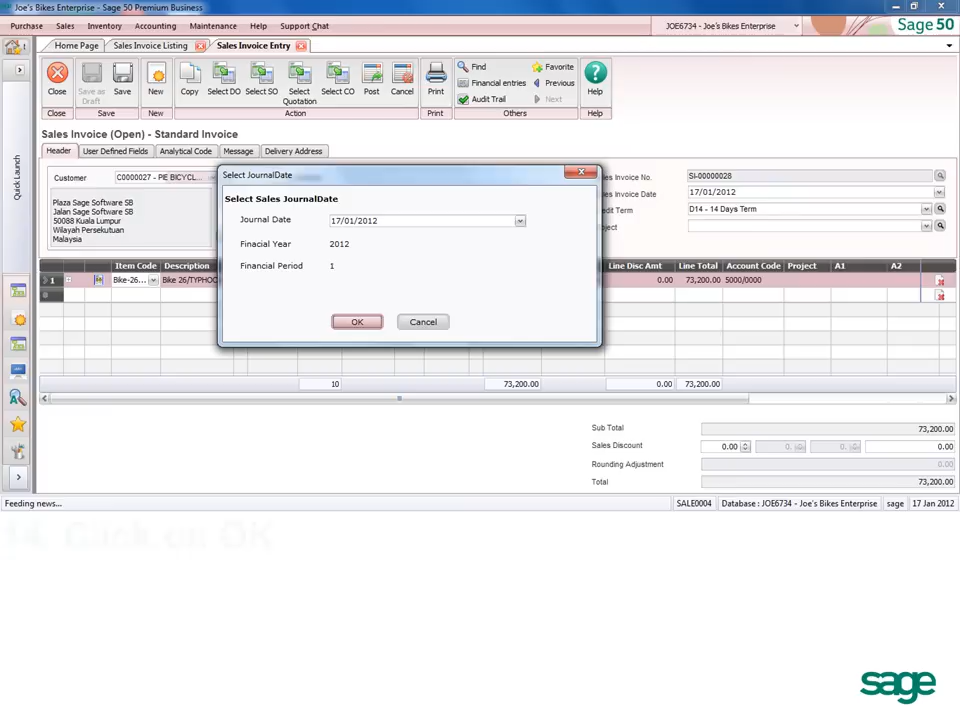 Joe's Bikes Enterprise - Sage 50 Premium Business
Purchase Sales Inventory Accounting Maintenance Help Support Chat
JOE6734 - Joe's Bikes Enterprise
Sage 50
Home Page Sales Invoice Listing Sales Invoice Entry
Close Save as Draft Save New Copy Select DO Select SO Select Quotation Select CO Post Cancel Print
Find Favorite
Financial entries Previous
Audit Trail Next
Help
Close Save New Action Print Others Help
Sales Invoice (Open) - Standard Invoice
Header User Defined Fields Analytical Code Message Delivery Address
Quick Launch
Customer C0000027 - PIE BICYCL...
Plaza Sage Software SB
Jalan Sage Software SB
50088 Kuala Lumpur
Wilayah Persekutuan
Malaysia
Select JournalDate
Select Sales JournalDate
Journal Date 17/01/2012
Finacial Year 2012
Financial Period 1
OK Cancel
es Invoice No. SI-00000028
es Invoice Date 17/01/2012
edit Term D14 - 14 Days Term
oject
Item Code Description Line Disc Amt Line Total Account Code Project A1 A2
1 Bike-26... Bike 26/TYPHOO 0.00 73,200.00 5000/0000
10 73,200.00 0.00 73,200.00
Sub Total 73,200.00
Sales Discount 0.00 0. 0. 0.00
Rounding Adjustment 0.00
Total 73,200.00
Feeding news...
SALE0004 Database : JOE6734 - Joe's Bikes Enterprise sage 17 Jan 2012
14. Click on OK
sage